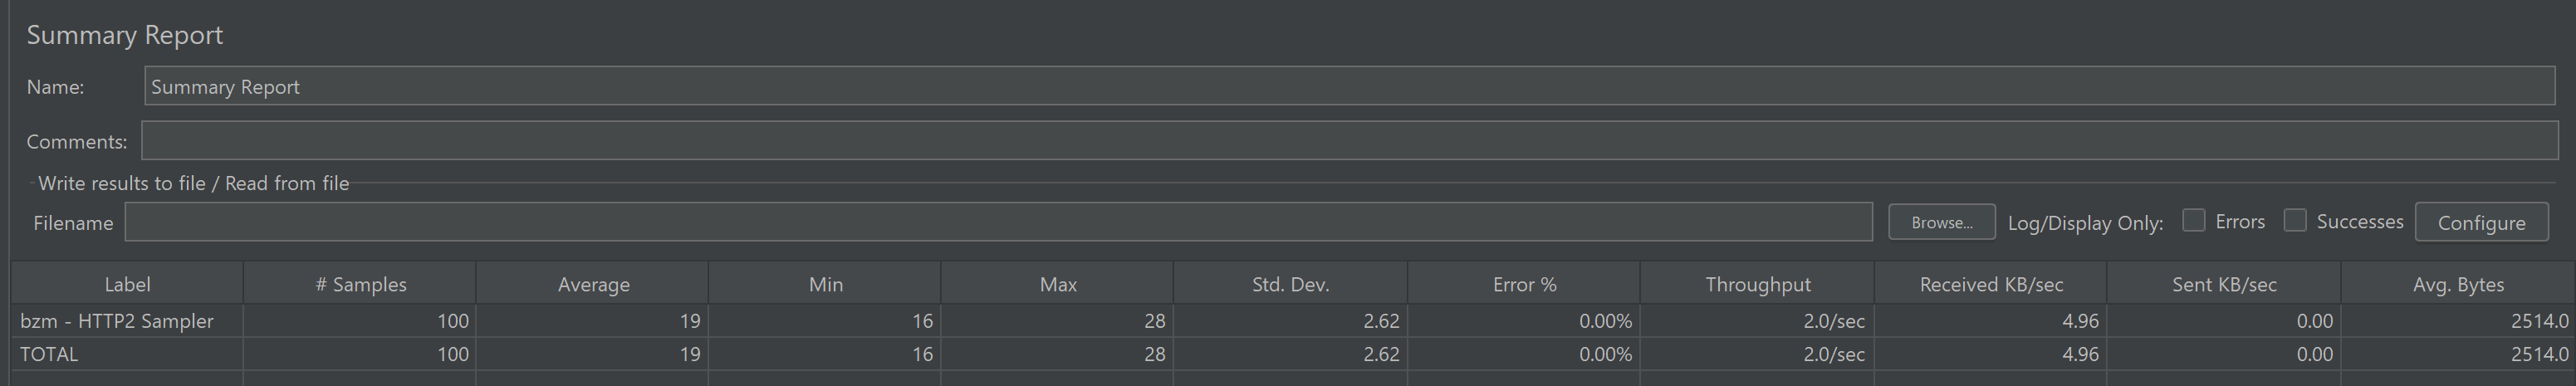 Summary Report
Name: Summary Report
Comments:
Write results to file / Read from file
Filename Browse... Log/Display Only: Errors Successes Configure
Label # Samples Average Min Max Std. Dev. Error % Throughput Received KB/sec Sent KB/sec Avg. Bytes
bzm - HTTP2 Sampler 100 19 16 28 2.62 0.00% 2.0/sec 4.96 0.00 2514.0
TOTAL 100 19 16 28 2.62 0.00% 2.0/sec 4.96 0.00 2514.0